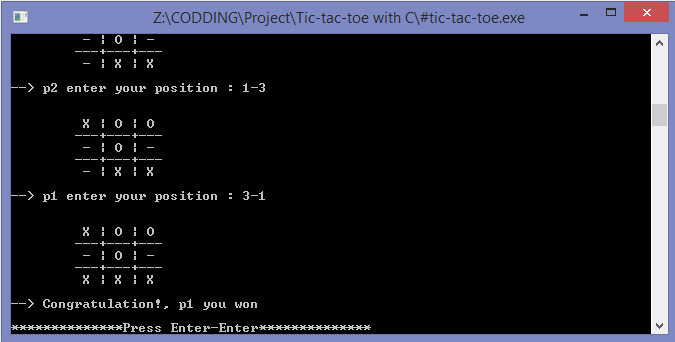 Z:\CODDING\Project\Tic-tac-toe with C\#tic-tac-toe.exe
- | O | -
---+---+---
- | X | X
--> p2 enter your position : 1-3
X | O | O
---+---+---
- | O | -
---+---+---
- | X | X
--> p1 enter your position : 3-1
X | O | O
---+---+---
- | O | -
---+---+---
X | X | X
--> Congratulation!, p1 you won
**************Press Enter-Enter**************